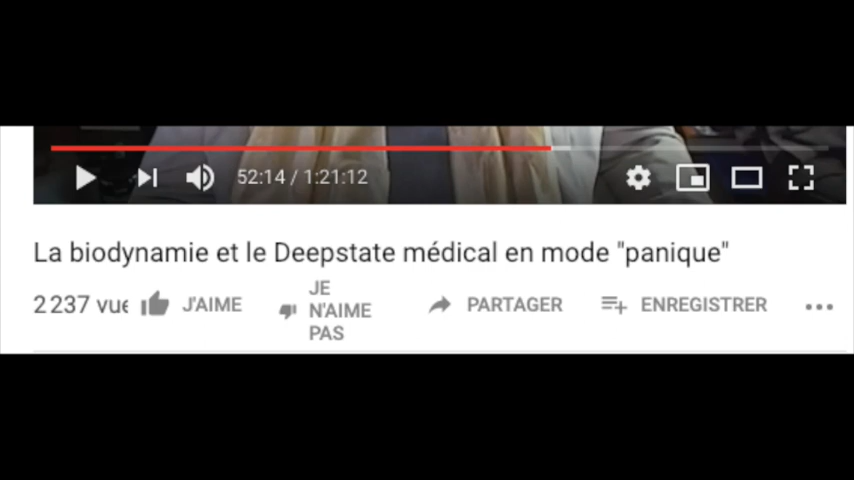 52:14 / 1:21:12
La biodynamie et le Deepstate médical en mode "panique"
2 237 vue J'AIME JE N'AIME PAS PARTAGER ENREGISTRER